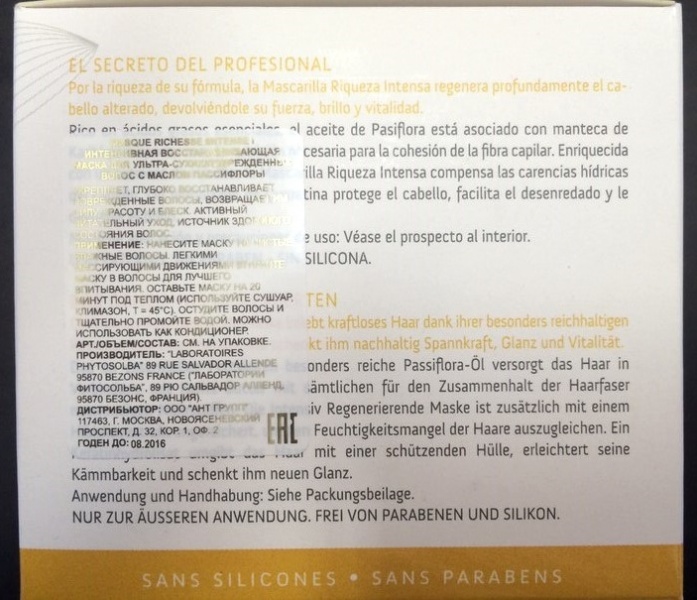 EL SECRETO DEL PROFESIONAL
Por la riqueza de su fórmula, la Mascarilla Riqueza Intensa regenera profundamente el ca-
bello alterado, devolviéndole su fuerza, brillo y vitalidad.
Rico en ácidos grasos esenciales, el aceite de Pasiflora está asociado con manteca de
cesaria para la cohesión de la fibra capilar. Enriquecida
illa Riqueza Intensa compensa las carencias hídricas
tina protege el cabello, facilita el desenredado y le
e uso: Véase el prospecto al interior.
SILICONA.
QUE RICHESSE INTENSE
МАСКА ДЛЯ УЛЬТРА-
ВОЛОС С МАСЛОМ ПАССИФЛОРЫ
ГЛУБОКО ВОССТАНАВЛИВАЕТ
ВОЛОСЫ, ВОЗВРАЩАЕТ
КРАСОТУ И БЛЕСК. АКТИВНЫЙ
УХОД, ИСТОЧНИК
ВОЛОС.
ПРИМЕНЕНИЕ: НАНЕСИТЕ МАСКУ НА
ВОЛОСЫ. ЛЕГКИМИ
ДВИЖЕНИЯМИ
МАСКУ В ВОЛОСЫ ДЛЯ ЛУЧШЕГО
ВПИТЫВАНИЯ. ОСТАВЬТЕ МАСКУ НА 20
МИНУТ ПОД ТЕПЛОМ (ИСПОЛЬЗУЙТЕ СУШУАР,
КЛИМАЗОН, Т = 45°С). ОСТУДИТЕ ВОЛОСЫ И
ТЩАТЕЛЬНО ПРОМОЙТЕ ВОДОЙ. МОЖНО
ИСПОЛЬЗОВАТЬ КАК КОНДИЦИОНЕР.
АРТ./ОБЪЕМ/СОСТАВ: СМ. НА УПАКОВКЕ.
ПРОИЗВОДИТЕЛЬ: "LABORATOIRES
PHYTOSOLBA" 89 RUE SALVADOR ALLENDE
95870 BEZONS FRANCE ("ЛАБОРАТОРИИ
ФИТОСОЛЬБА", 89 РЮ САЛЬВАДОР АЛЛЕНД,
95870 БЕЗОНС, ФРАНЦИЯ).
ДИСТРИБЬЮТОР: ООО "АНТ ГРУПП"
117463, Г. МОСКВА, НОВОЯСЕНЕВСКИЙ
ПРОСПЕКТ, Д. 32, КОР. 1, ОФ. 2
ГОДЕН ДО: 08.2016
EAC
TEN
ebt kraftloses Haar dank ihrer besonders reichhaltigen
kt ihm nachhaltig Spannkraft, Glanz und Vitalität.
onders reiche Passiflora-Öl versorgt das Haar in
sämtlichen für den Zusammenhalt der Haarfaser
siv Regenerierende Maske ist zusätzlich mit einem
Feuchtigkeitsmangel der Haare auszugleichen. Ein
Haar mit einer schützenden Hülle, erleichtert seine
Kämmbarkeit und schenkt ihm neuen Glanz.
Anwendung und Handhabung: Siehe Packungsbeilage.
NUR ZUR ÄUSSEREN ANWENDUNG. FREI VON PARABENEN UND SILIKON.
SANS SILICONES • SANS PARABENS